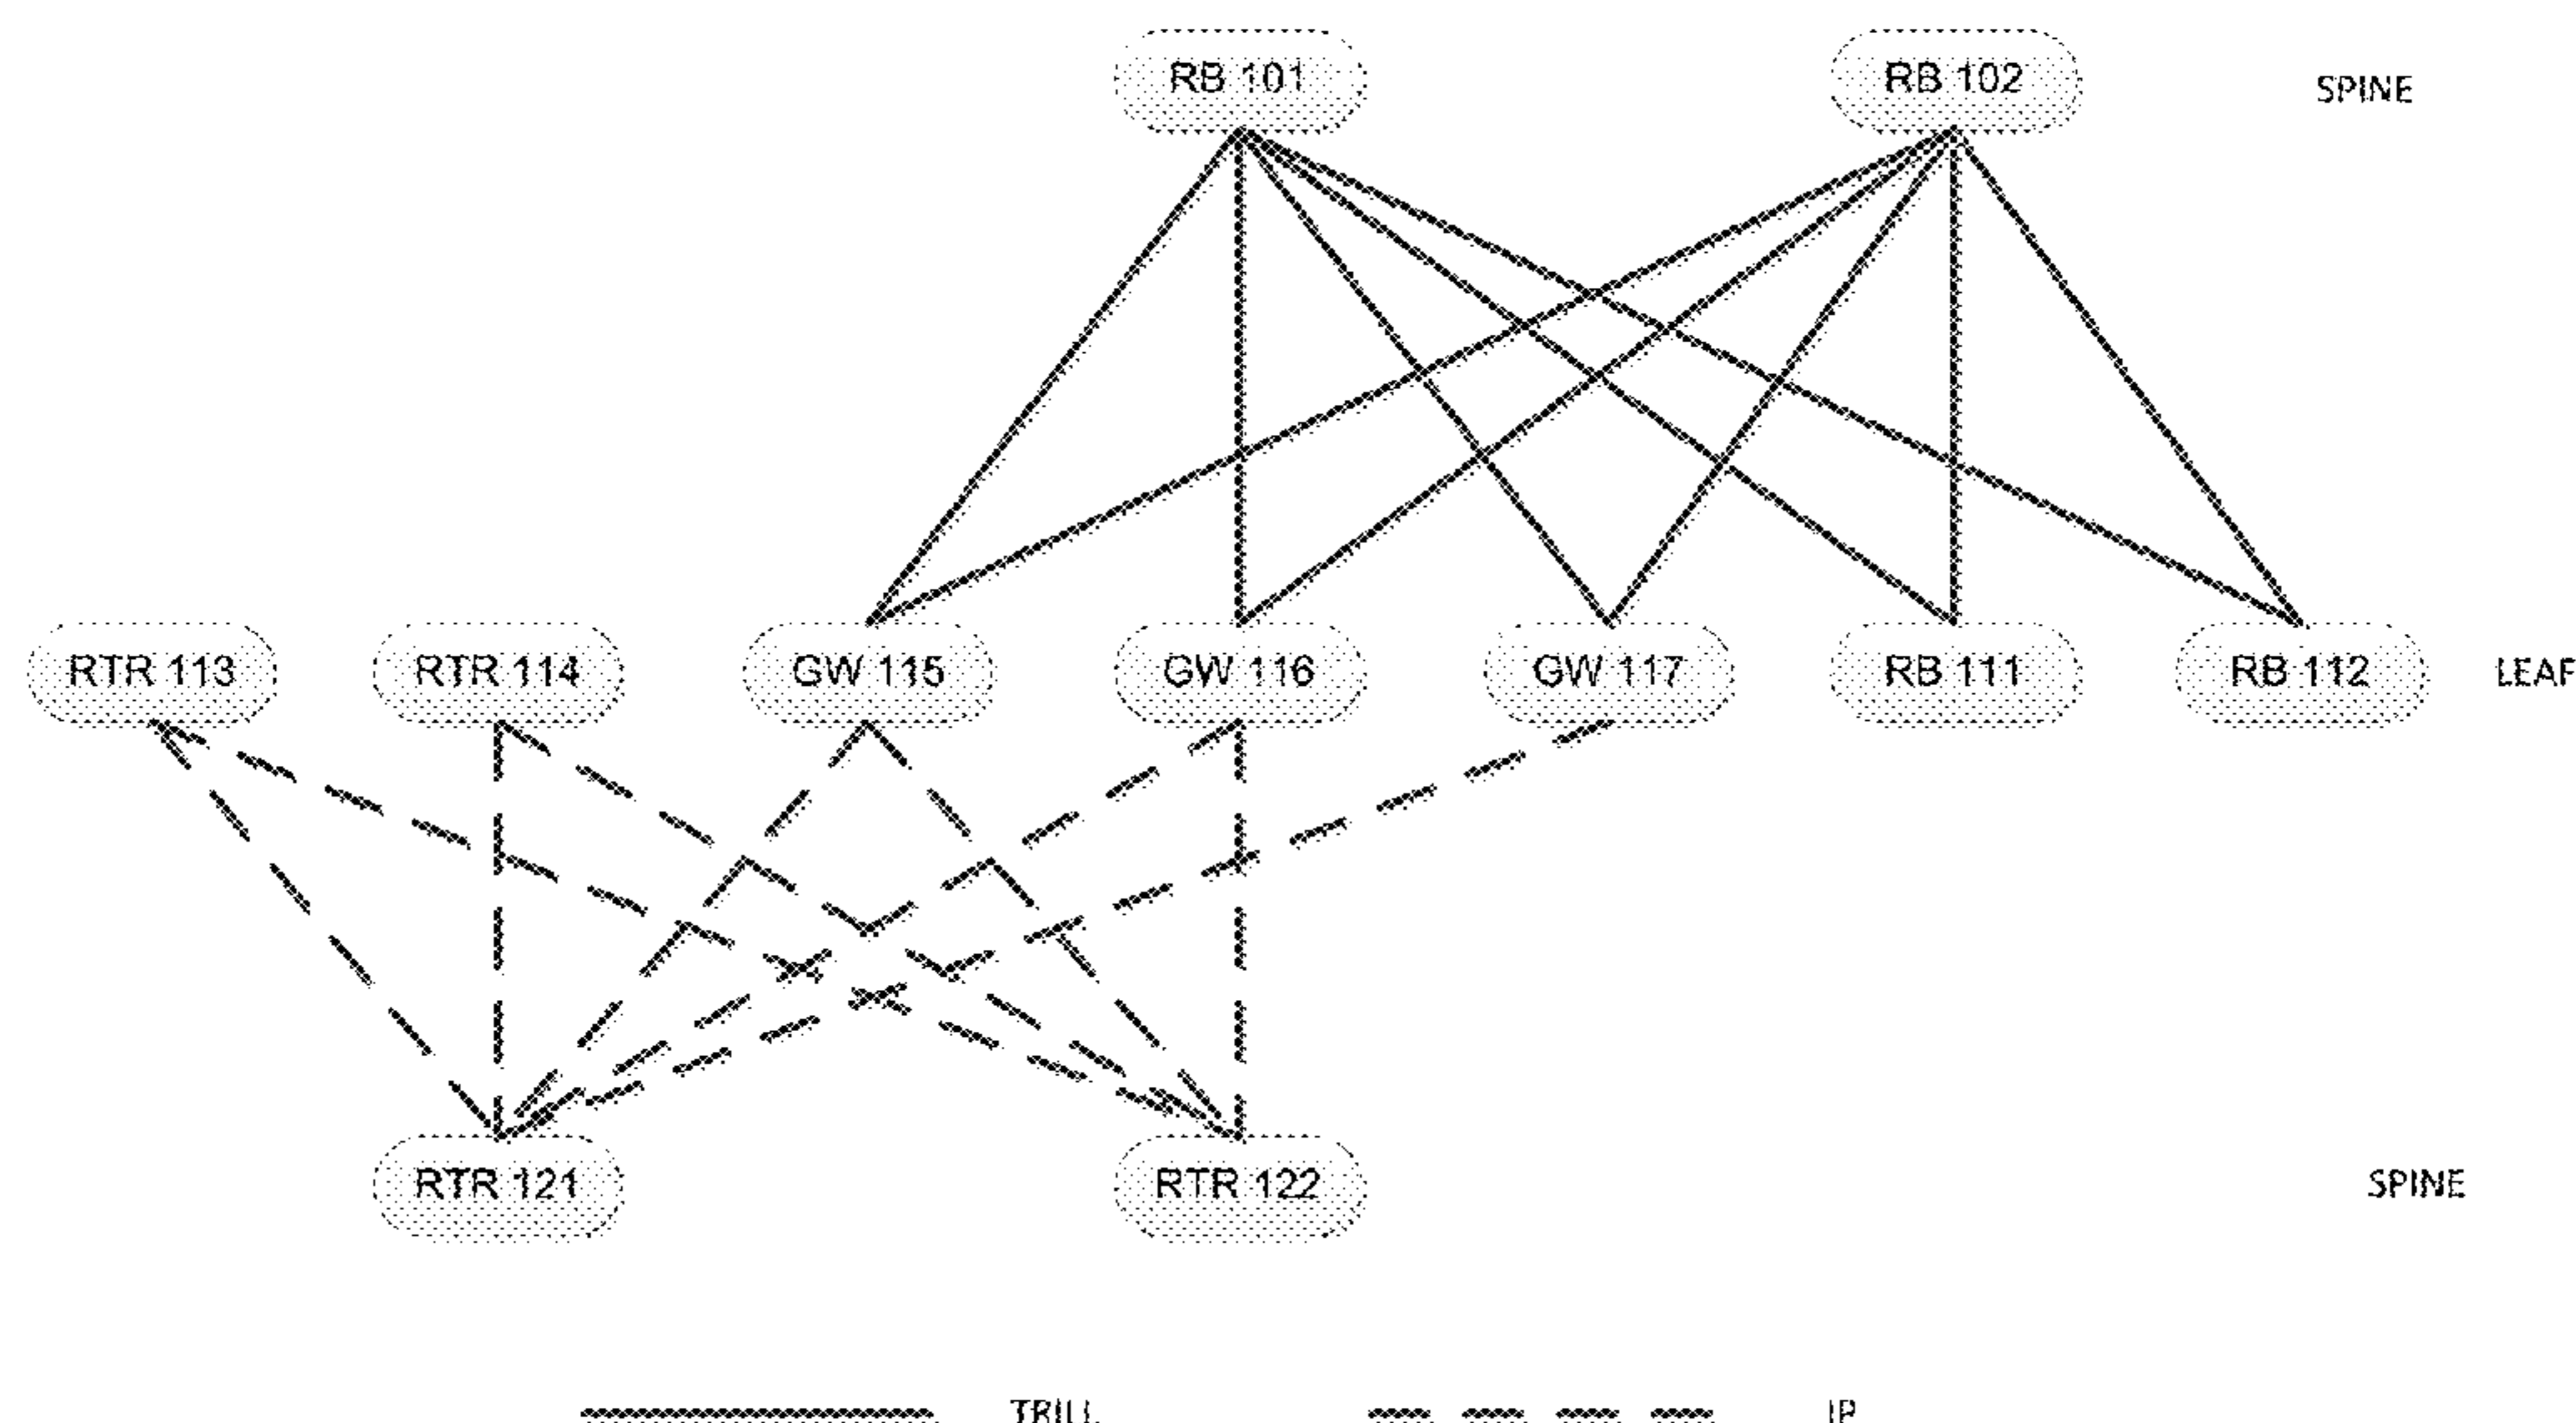 RB 101 RB 102 SPINE
RTR 113 RTR 114 GW 115 GW 116 GW 117 RB 111 RB 112 LEAF
RTR 121 RTR 122 SPINE
TRILL IP